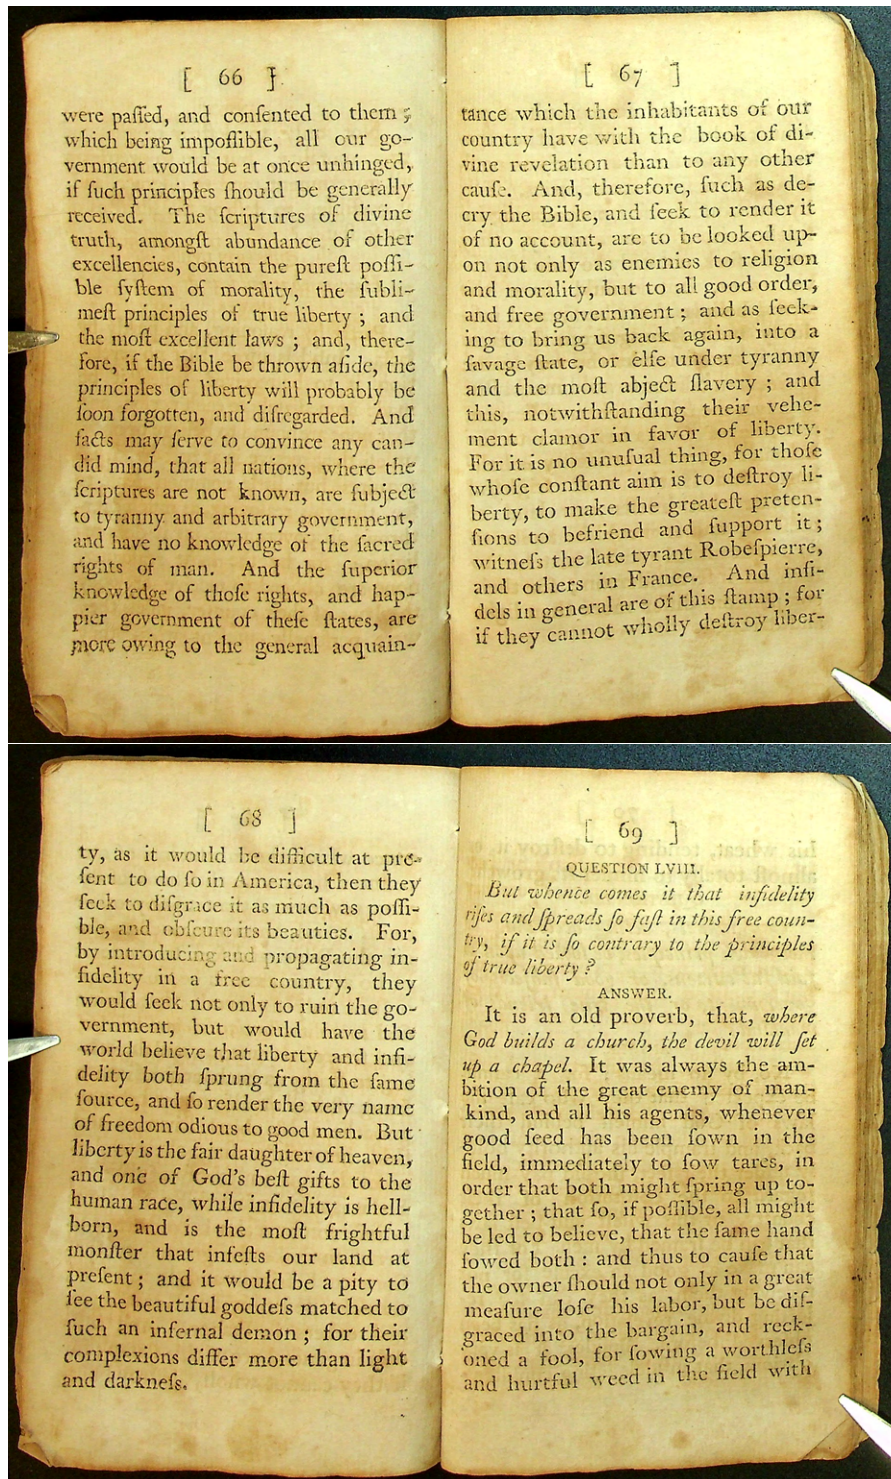 [ 66 ]
were paſſed, and conſented to them ;
which being impoſſible, all our go-
vernment would be at once unhinged,
if ſuch principles ſhould be generally
received. The ſcriptures of divine
truth, amongſt abundance of other
excellencies, contain the pureſt poſſi-
ble ſyſtem of morality, the ſubli-
meſt principles of true liberty ; and
the moſt excellent laws ; and, there-
fore, if the Bible be thrown aſide, the
principles of liberty will probably be
ſoon forgotten, and diſregarded. And
facts may ſerve to convince any can-
did mind, that all nations, where the
ſcriptures are not known, are ſubject
to tyranny and arbitrary government,
and have no knowledge of the ſacred
rights of man. And the ſuperior
knowledge of thoſe rights, and hap-
pier government of theſe ſtates, are
more owing to the general acquain-
[ 67 ]
tance which the inhabitants of our
country have with the book of di-
vine revelation than to any other
cauſe. And, therefore, ſuch as de-
cry the Bible, and ſeek to render it
of no account, are to be looked up-
on not only as enemies to religion
and morality, but to all good order,
and free government ; and as ſeek-
ing to bring us back again, into a
ſavage ſtate, or elſe under tyranny
and the moſt abject ſlavery ; and
this, notwithſtanding their vehe-
ment clamor in favor of liberty.
For it is no unuſual thing, for thoſe
whoſe conſtant aim is to deſtroy li-
berty, to make the greateſt preten-
ſions to befriend and ſupport it ;
witneſs the late tyrant Robeſpierre,
and others in France. And infi-
dels in general are of this ſtamp ; for
if they cannot wholly deſtroy liber-
[ 68 ]
ty, as it would be difficult at pre-
ſent to do ſo in America, then they
ſeek to diſgrace it as much as poſſi-
ble, and obſcure its beauties. For,
by introducing and propagating in-
fidelity in a free country, they
would ſeek not only to ruin the go-
vernment, but would have the
world believe that liberty and infi-
delity both ſprung from the ſame
ſource, and ſo render the very name
of freedom odious to good men. But
liberty is the fair daughter of heaven,
and one of God's beſt gifts to the
human race, while infidelity is hell-
born, and is the moſt frightful
monſter that infeſts our land at
preſent ; and it would be a pity to
ſee the beautiful goddeſs matched to
ſuch an infernal demon ; for their
complexions differ more than light
and darkneſs.
[ 69 ]
QUESTION LVIII.
But whence comes it that infidelity
riſes and ſpreads ſo faſt in this free coun-
try, if it is ſo contrary to the principles
of true liberty ?
ANSWER.
It is an old proverb, that, where
God builds a church, the devil will ſet
up a chapel. It was always the am-
bition of the great enemy of man-
kind, and all his agents, whenever
good ſeed has been ſown in the
field, immediately to ſow tares, in
order that both might ſpring up to-
gether ; that ſo, if poſſible, all might
be led to believe, that the ſame hand
ſowed both : and thus to cauſe that
the owner ſhould not only in a great
meaſure loſe his labor, but be diſ-
graced into the bargain, and reck-
oned a fool, for ſowing a worthleſs
and hurtful weed in the field with